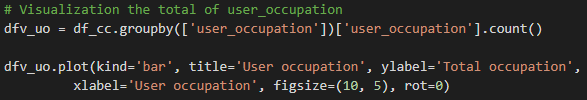 # Visualization the total of user_occupation
dfv_uo = df_cc.groupby(['user_occupation'])['user_occupation'].count()
dfv_uo.plot(kind='bar', title='User occupation', ylabel='Total occupation',
xlabel='User occupation', figsize=(10, 5), rot=0)